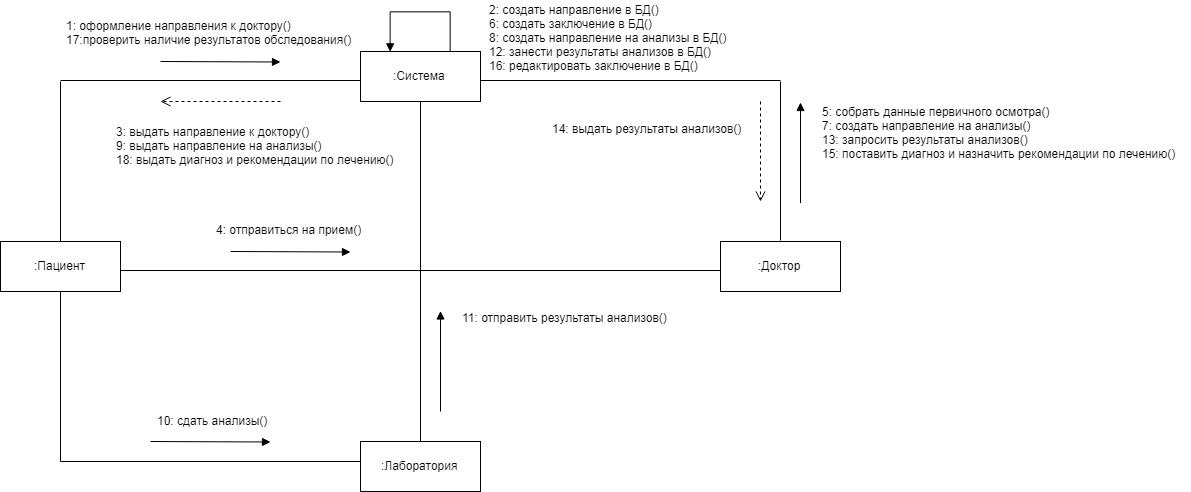 1: оформление направления к доктору()
17:проверить наличие результатов обследования()
2: создать направление в БД()
6: создать заключение в БД()
8: создать направление на анализы в БД()
12: занести результаты анализов в БД()
16: редактировать заключение в БД()
:Система
3: выдать направление к доктору()
9: выдать направление на анализы()
18: выдать диагноз и рекомендации по лечению()
14: выдать результаты анализов()
5: собрать данные первичного осмотра()
7: создать направление на анализы()
13: запросить результаты анализов()
15: поставить диагноз и назначить рекомендации по лечению()
4: отправиться на прием()
:Пациент
:Доктор
11: отправить результаты анализов()
10: сдать анализы()
:Лаборатория